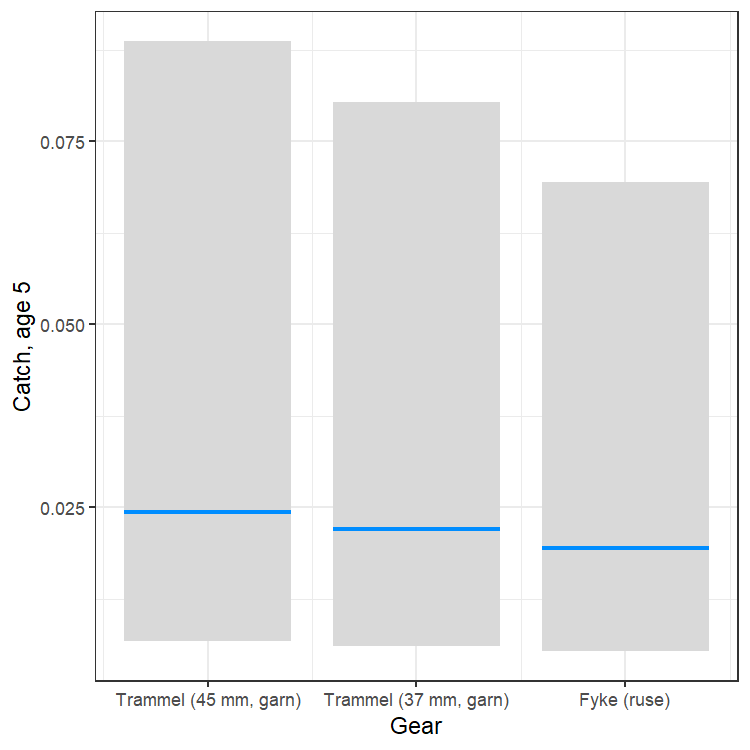 Catch, age 5
0.075
0.050
0.025
Trammel (45 mm, garn) Trammel (37 mm, garn) Fyke (ruse)
Gear